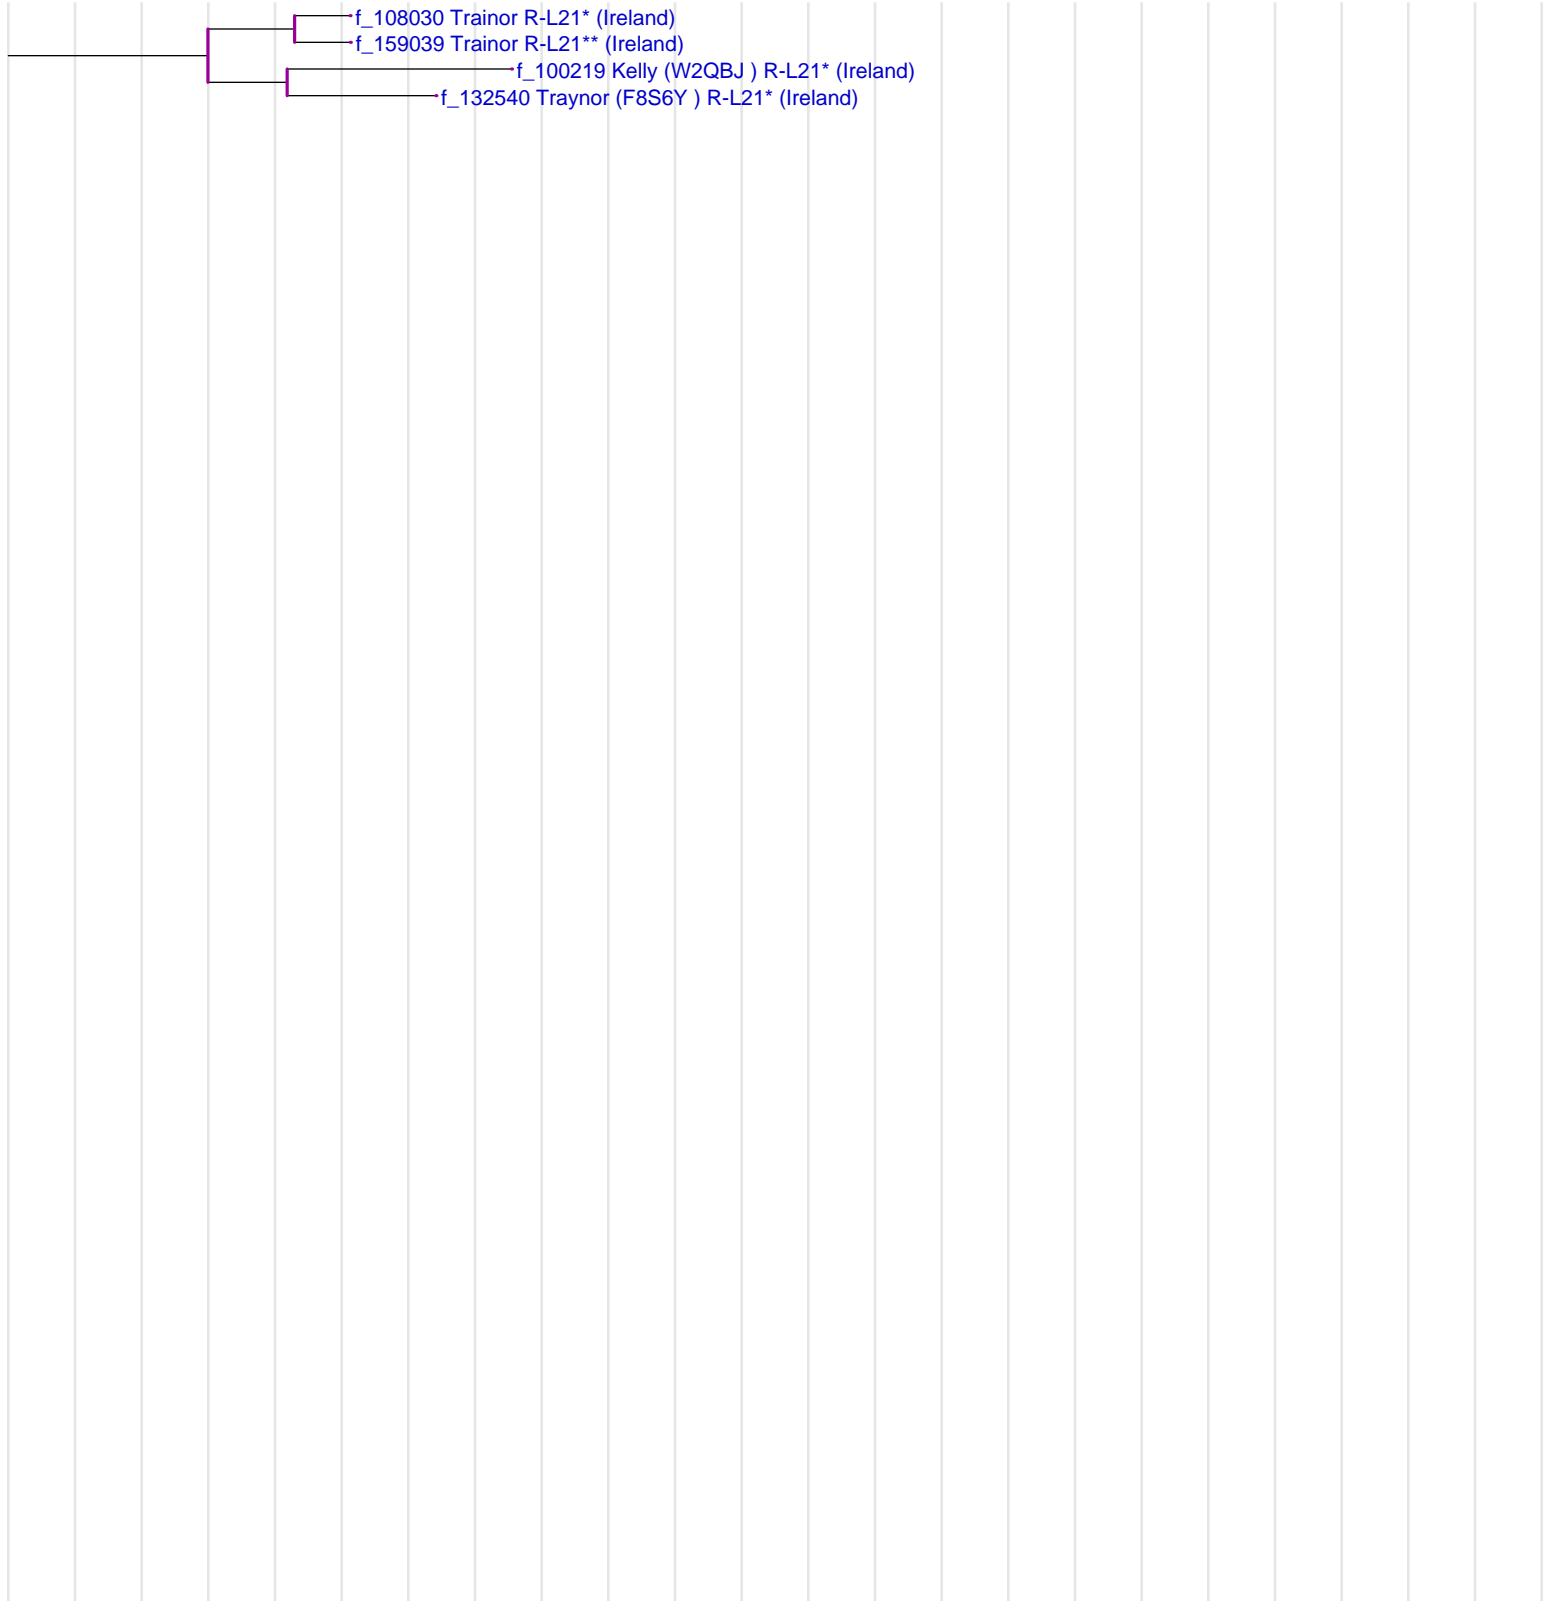 f_108030 Trainor R-L21* (Ireland)
f_159039 Trainor R-L21** (Ireland)
f_100219 Kelly (W2QBJ ) R-L21* (Ireland)
f_132540 Traynor (F8S6Y ) R-L21* (Ireland)